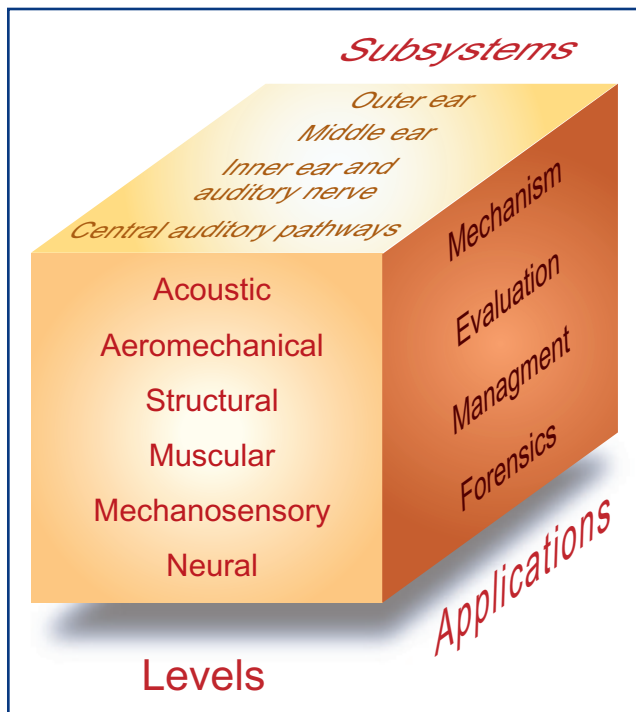 Subsystems
Outer ear
Middle ear
Inner ear and
auditory nerve
Central auditory pathways
Acoustic
Aeromechanical
Structural
Muscular
Mechanosensory
Neural
Levels
Mechanism
Evaluation
Managment
Forensics
Applications